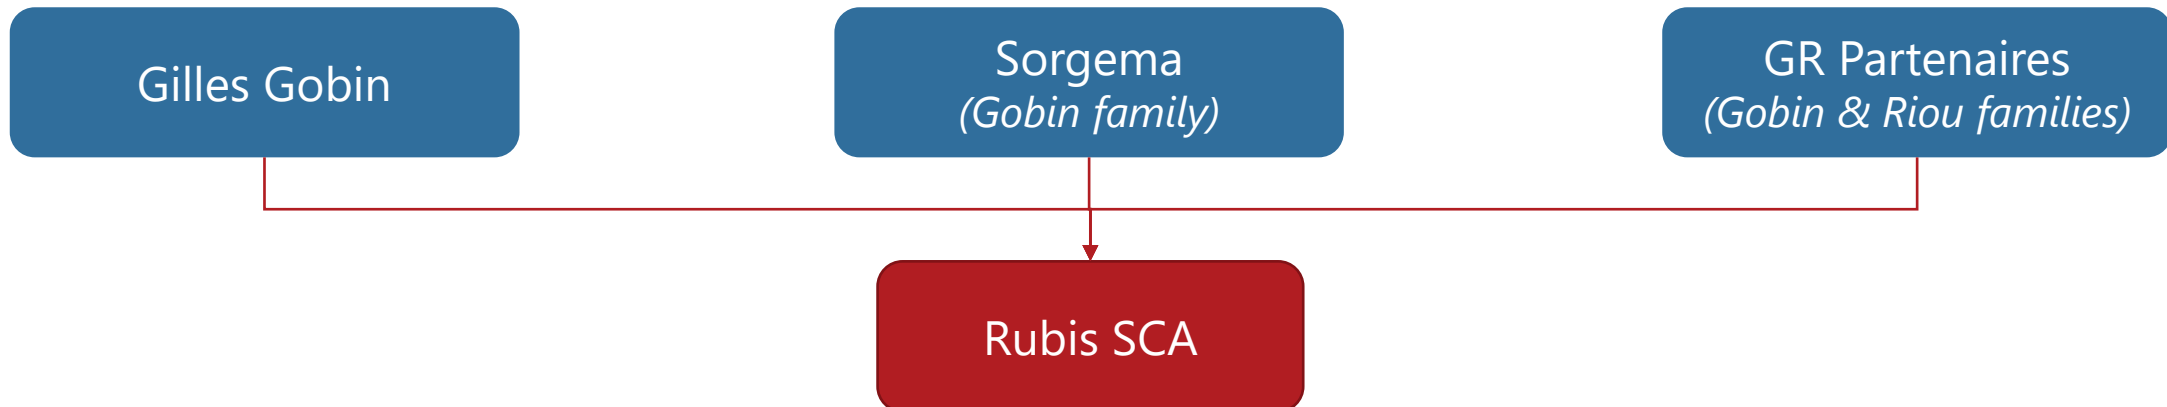 Gilles Gobin
Sorgema
(Gobin family)
GR Partenaires
(Gobin & Riou families)
Rubis SCA